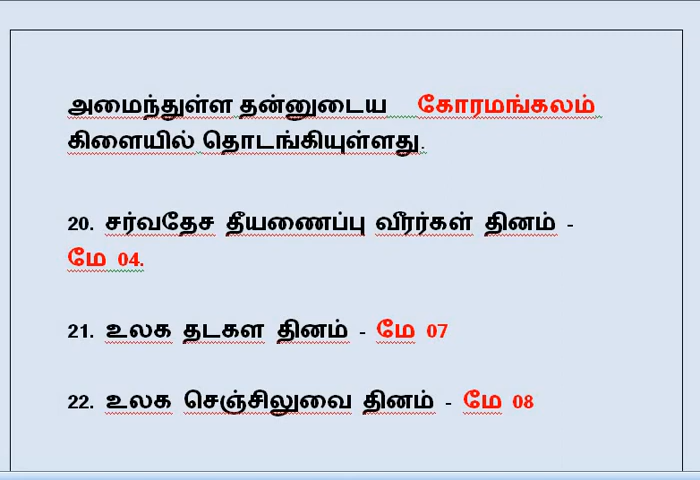 அமைந்துள்ள தன்னுடைய கோரமங்கலம்
கிளையில் தொடங்கியுள்ளது.
20. சர்வதேச தீயணைப்பு வீரர்கள் தினம் -
மே 04.
21. உலக தடகள தினம் - மே 07
22. உலக செஞ்சிலுவை தினம் - மே 08